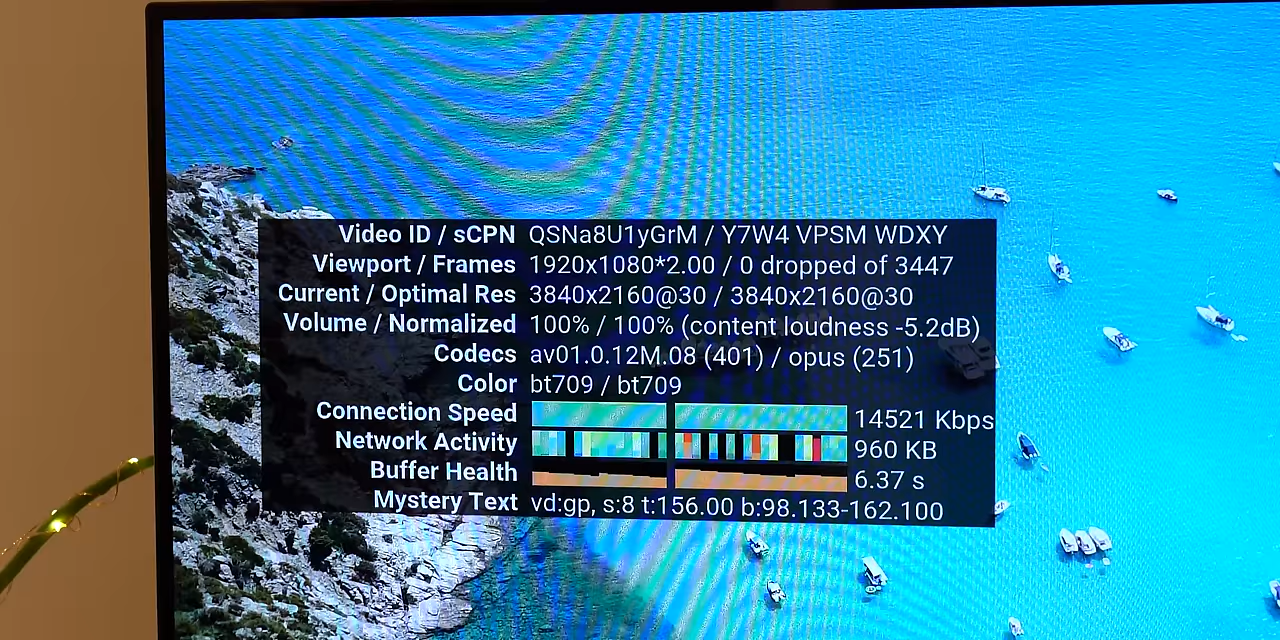 Video ID / sCPN QSNa8U1yGrM / Y7W4 VPSM WDXY
Viewport / Frames 1920x1080*2.00 / 0 dropped of 3447
Current / Optimal Res 3840x2160@30 / 3840x2160@30
Volume / Normalized 100% / 100% (content loudness -5.2dB)
Codecs av01.0.12M.08 (401) / opus (251)
Color bt709 / bt709
Connection Speed 14521 Kbps
Network Activity 960 KB
Buffer Health 6.37 s
Mystery Text vd:gp, s:8 t:156.00 b:98.133-162.100